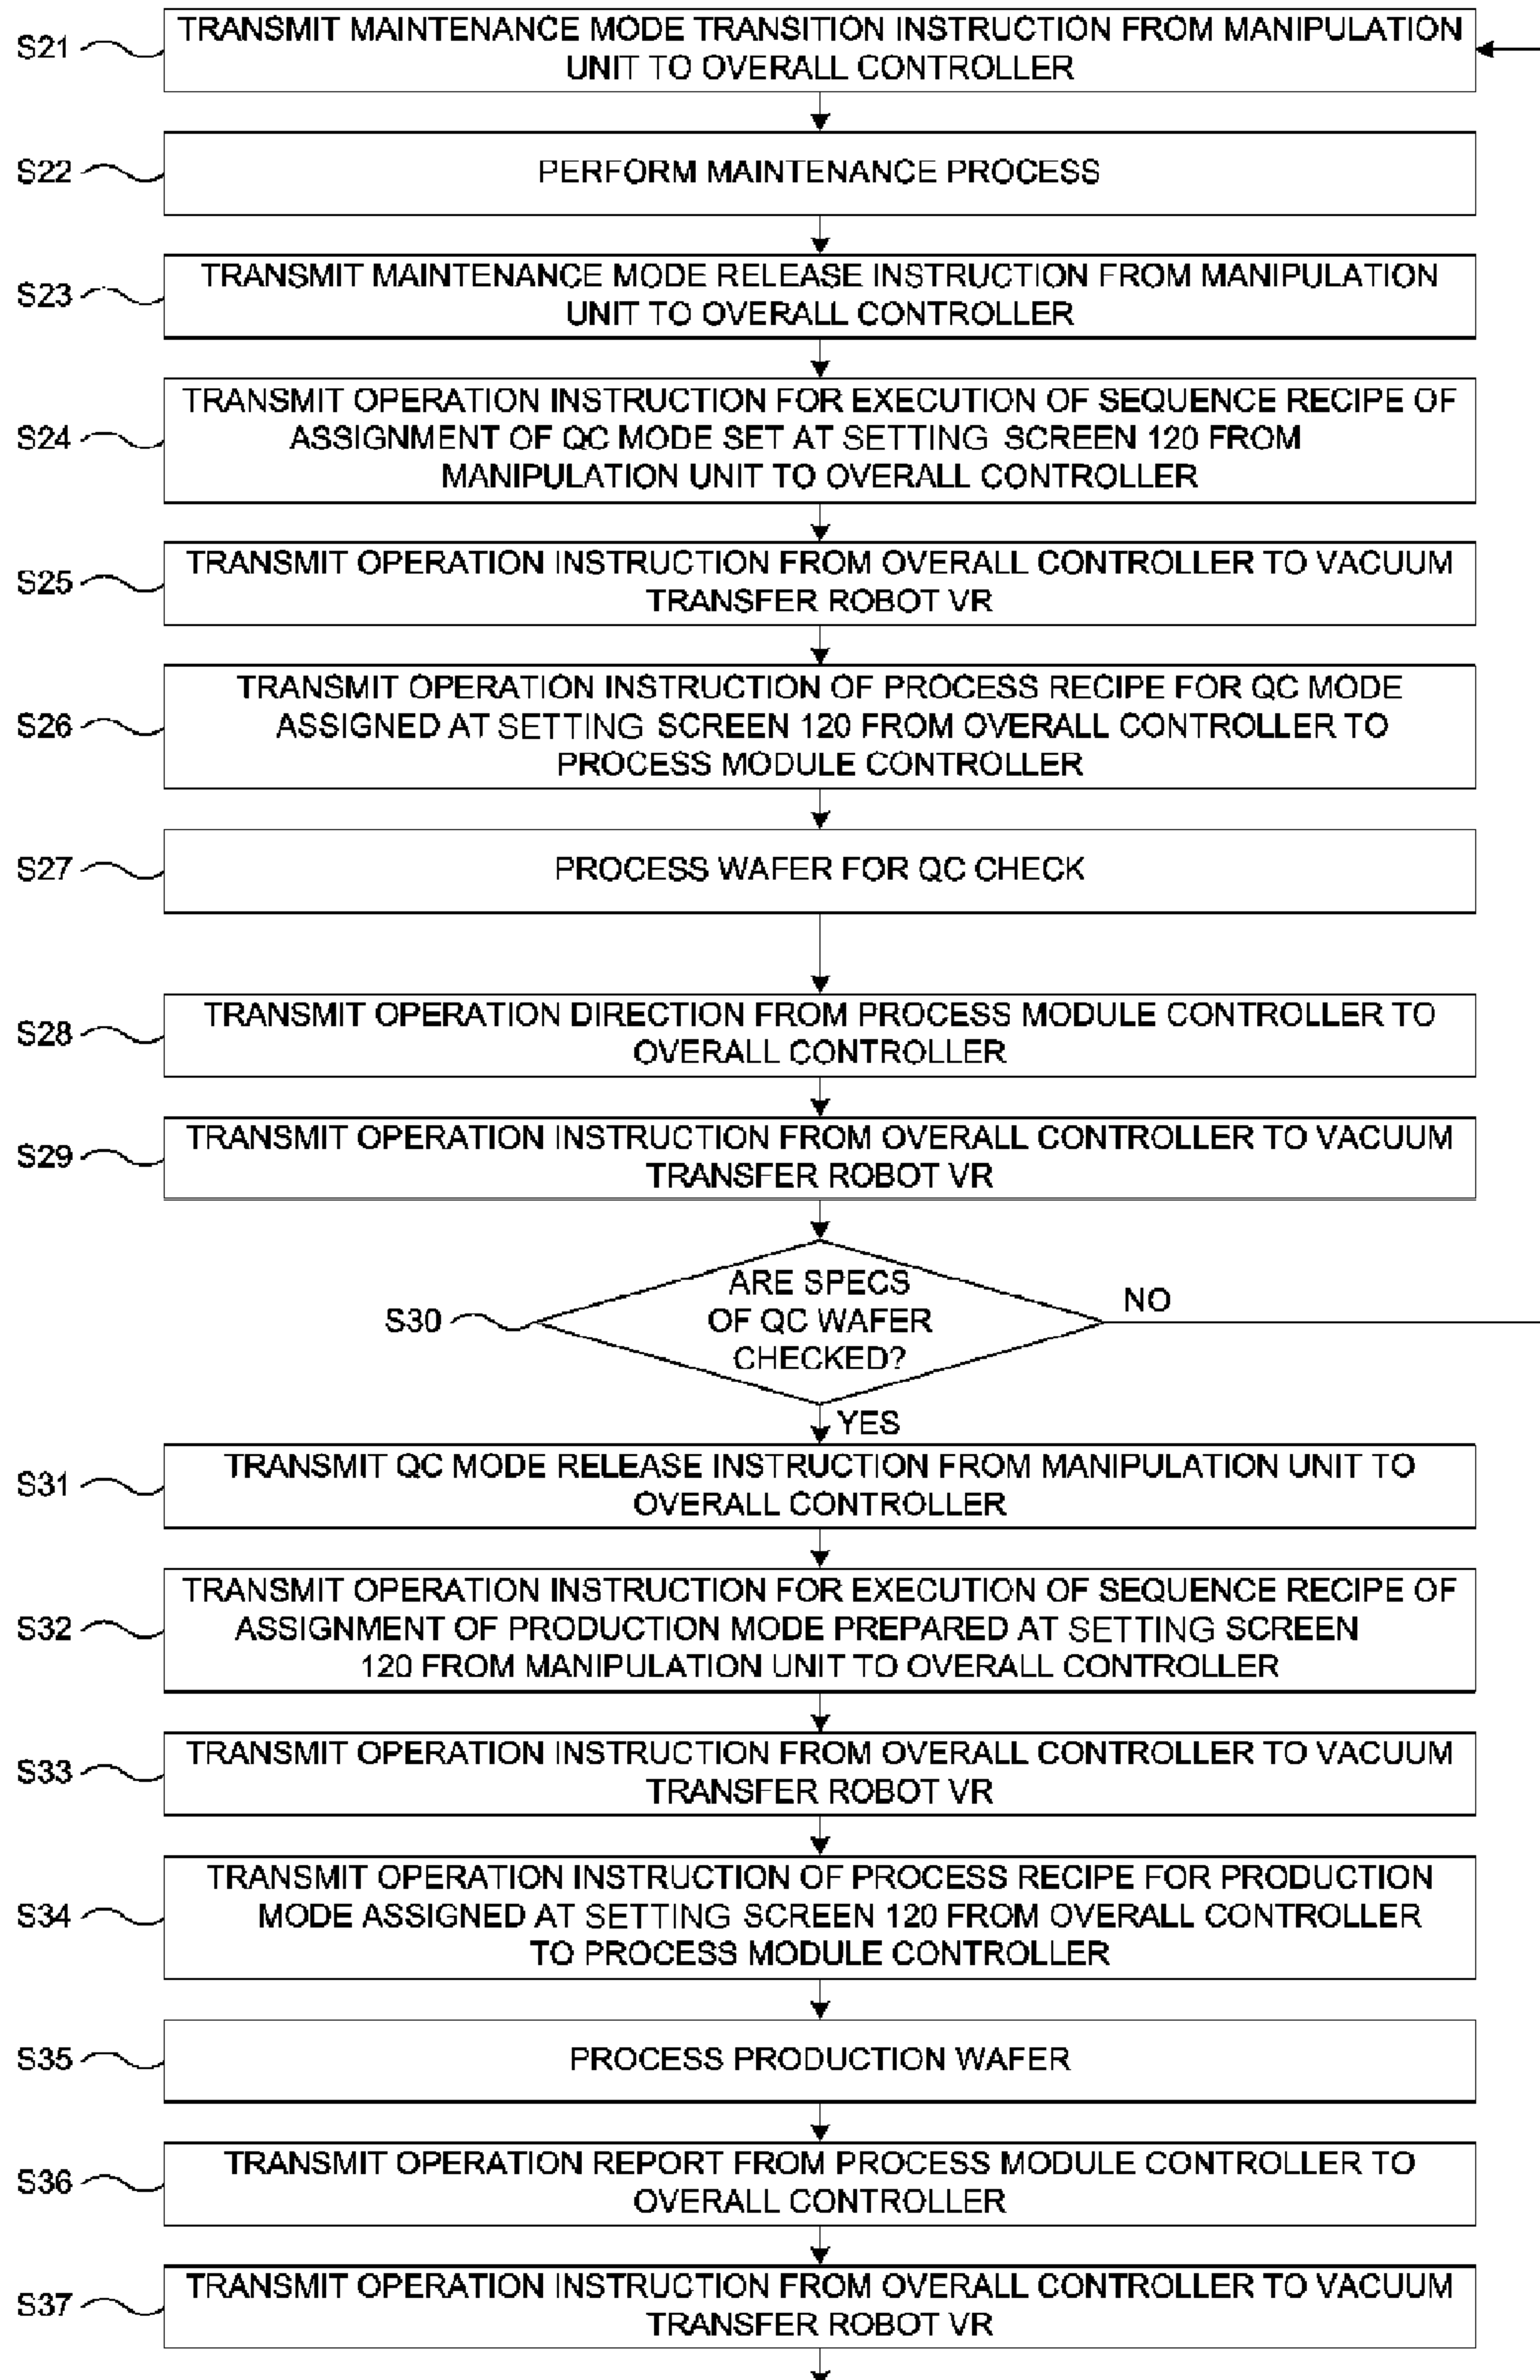 S21
TRANSMIT MAINTENANCE MODE TRANSITION INSTRUCTION FROM MANIPULATION
UNIT TO OVERALL CONTROLLER
S22
PERFORM MAINTENANCE PROCESS
S23
TRANSMIT MAINTENANCE MODE RELEASE INSTRUCTION FROM MANIPULATION
UNIT TO OVERALL CONTROLLER
S24
TRANSMIT OPERATION INSTRUCTION FOR EXECUTION OF SEQUENCE RECIPE OF
ASSIGNMENT OF QC MODE SET AT SETTING SCREEN 120 FROM
MANIPULATION UNIT TO OVERALL CONTROLLER
S25
TRANSMIT OPERATION INSTRUCTION FROM OVERALL CONTROLLER TO VACUUM
TRANSFER ROBOT VR
S26
TRANSMIT OPERATION INSTRUCTION OF PROCESS RECIPE FOR QC MODE
ASSIGNED AT SETTING SCREEN 120 FROM OVERALL CONTROLLER TO
PROCESS MODULE CONTROLLER
S27
PROCESS WAFER FOR QC CHECK
S28
TRANSMIT OPERATION DIRECTION FROM PROCESS MODULE CONTROLLER TO
OVERALL CONTROLLER
S29
TRANSMIT OPERATION INSTRUCTION FROM OVERALL CONTROLLER TO VACUUM
TRANSFER ROBOT VR
S30
ARE SPECS
OF QC WAFER
CHECKED?
NO
YES
S31
TRANSMIT QC MODE RELEASE INSTRUCTION FROM MANIPULATION UNIT TO
OVERALL CONTROLLER
S32
TRANSMIT OPERATION INSTRUCTION FOR EXECUTION OF SEQUENCE RECIPE OF
ASSIGNMENT OF PRODUCTION MODE PREPARED AT SETTING SCREEN
120 FROM MANIPULATION UNIT TO OVERALL CONTROLLER
S33
TRANSMIT OPERATION INSTRUCTION FROM OVERALL CONTROLLER TO VACUUM
TRANSFER ROBOT VR
S34
TRANSMIT OPERATION INSTRUCTION OF PROCESS RECIPE FOR PRODUCTION
MODE ASSIGNED AT SETTING SCREEN 120 FROM OVERALL CONTROLLER
TO PROCESS MODULE CONTROLLER
S35
PROCESS PRODUCTION WAFER
S36
TRANSMIT OPERATION REPORT FROM PROCESS MODULE CONTROLLER TO
OVERALL CONTROLLER
S37
TRANSMIT OPERATION INSTRUCTION FROM OVERALL CONTROLLER TO VACUUM
TRANSFER ROBOT VR